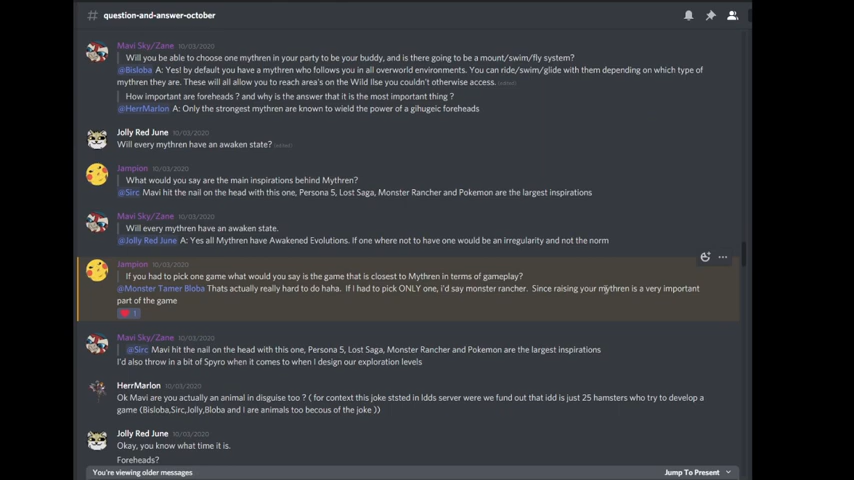 # question-and-answer-october
Mavi Sky/Zane 10/03/2020
Will you be able to choose one mythren in your party to be your buddy, and is there going to be a mount/swim/fly system?
@Bisloba A: Yes! by default you have a mythren who follows you in all overworld environments. You can ride/swim/glide with them depending on which type of
mythren they are. These will all allow you to reach area's on the Wild Ilse you couldn't otherwise access. (edited)
How important are foreheads ? and why is the answer that it is the most important thing ?
@HerrMarlon A: Only the strongest mythren are known to wield the power of a gihugeic foreheads
Jolly Red June 10/03/2020
Will every mythren have an awaken state? (edited)
Jampion 10/03/2020
What would you say are the main inspirations behind Mythren?
@Sirc Mavi hit the nail on the head with this one, Persona 5, Lost Saga, Monster Rancher and Pokemon are the largest inspirations
Mavi Sky/Zane 10/03/2020
Will every mythren have an awaken state.
@Jolly Red June A: Yes all Mythren have Awakened Evolutions. If one where not to have one would be an irregularity and not the norm
Jampion 10/03/2020
If you had to pick one game what would you say is the game that is closest to Mythren in terms of gameplay?
@Monster Tamer Bloba Thats actually really hard to do haha. If I had to pick ONLY one, i'd say monster rancher. Since raising your mythren is a very important
part of the game
1
Mavi Sky/Zane 10/03/2020
@Sirc Mavi hit the nail on the head with this one, Persona 5, Lost Saga, Monster Rancher and Pokemon are the largest inspirations
I'd also throw in a bit of Spyro when it comes to when I design our exploration levels
HerrMarlon 10/03/2020
Ok Mavi are you actually an animal in disguise too ? ( for context this joke ststed in ldds server were we fund out that idd is just 25 hamsters who try to develop a
game (Bisloba,Sirc,Jolly,Bloba and I are animals too becous of the joke ))
Jolly Red June 10/03/2020
Okay, you know what time it is.
Foreheads?
You're viewing older messages
Jump To Present